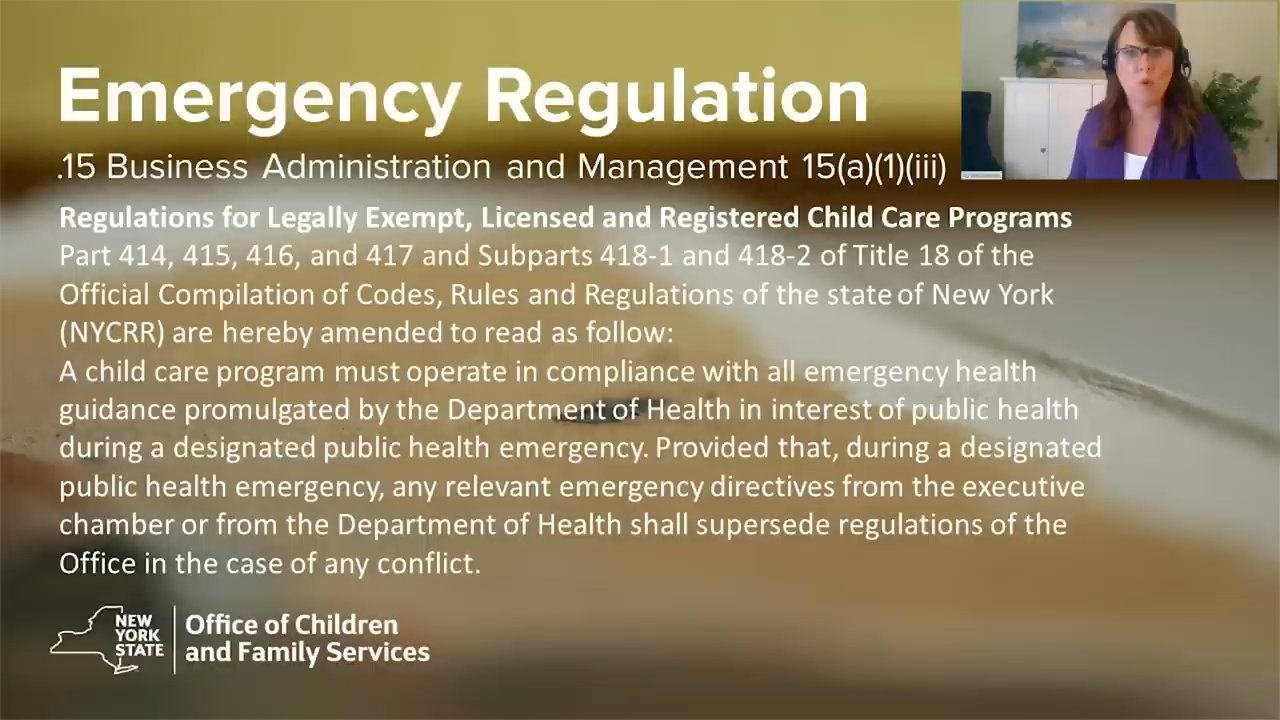 Emergency Regulation
.15 Business Administration and Management 15(a)(1)(iii)
Regulations for Legally Exempt, Licensed and Registered Child Care Programs
Part 414, 415, 416, and 417 and Subparts 418-1 and 418-2 of Title 18 of the
Official Compilation of Codes, Rules and Regulations of the state of New York
(NYCRR) are hereby amended to read as follow:
A child care program must operate in compliance with all emergency health
guidance promulgated by the Department of Health in interest of public health
during a designated public health emergency. Provided that, during a designated
public health emergency, any relevant emergency directives from the executive
chamber or from the Department of Health shall supersede regulations of the
Office in the case of any conflict.
NEW
YORK
STATE
Office of Children
and Family Services